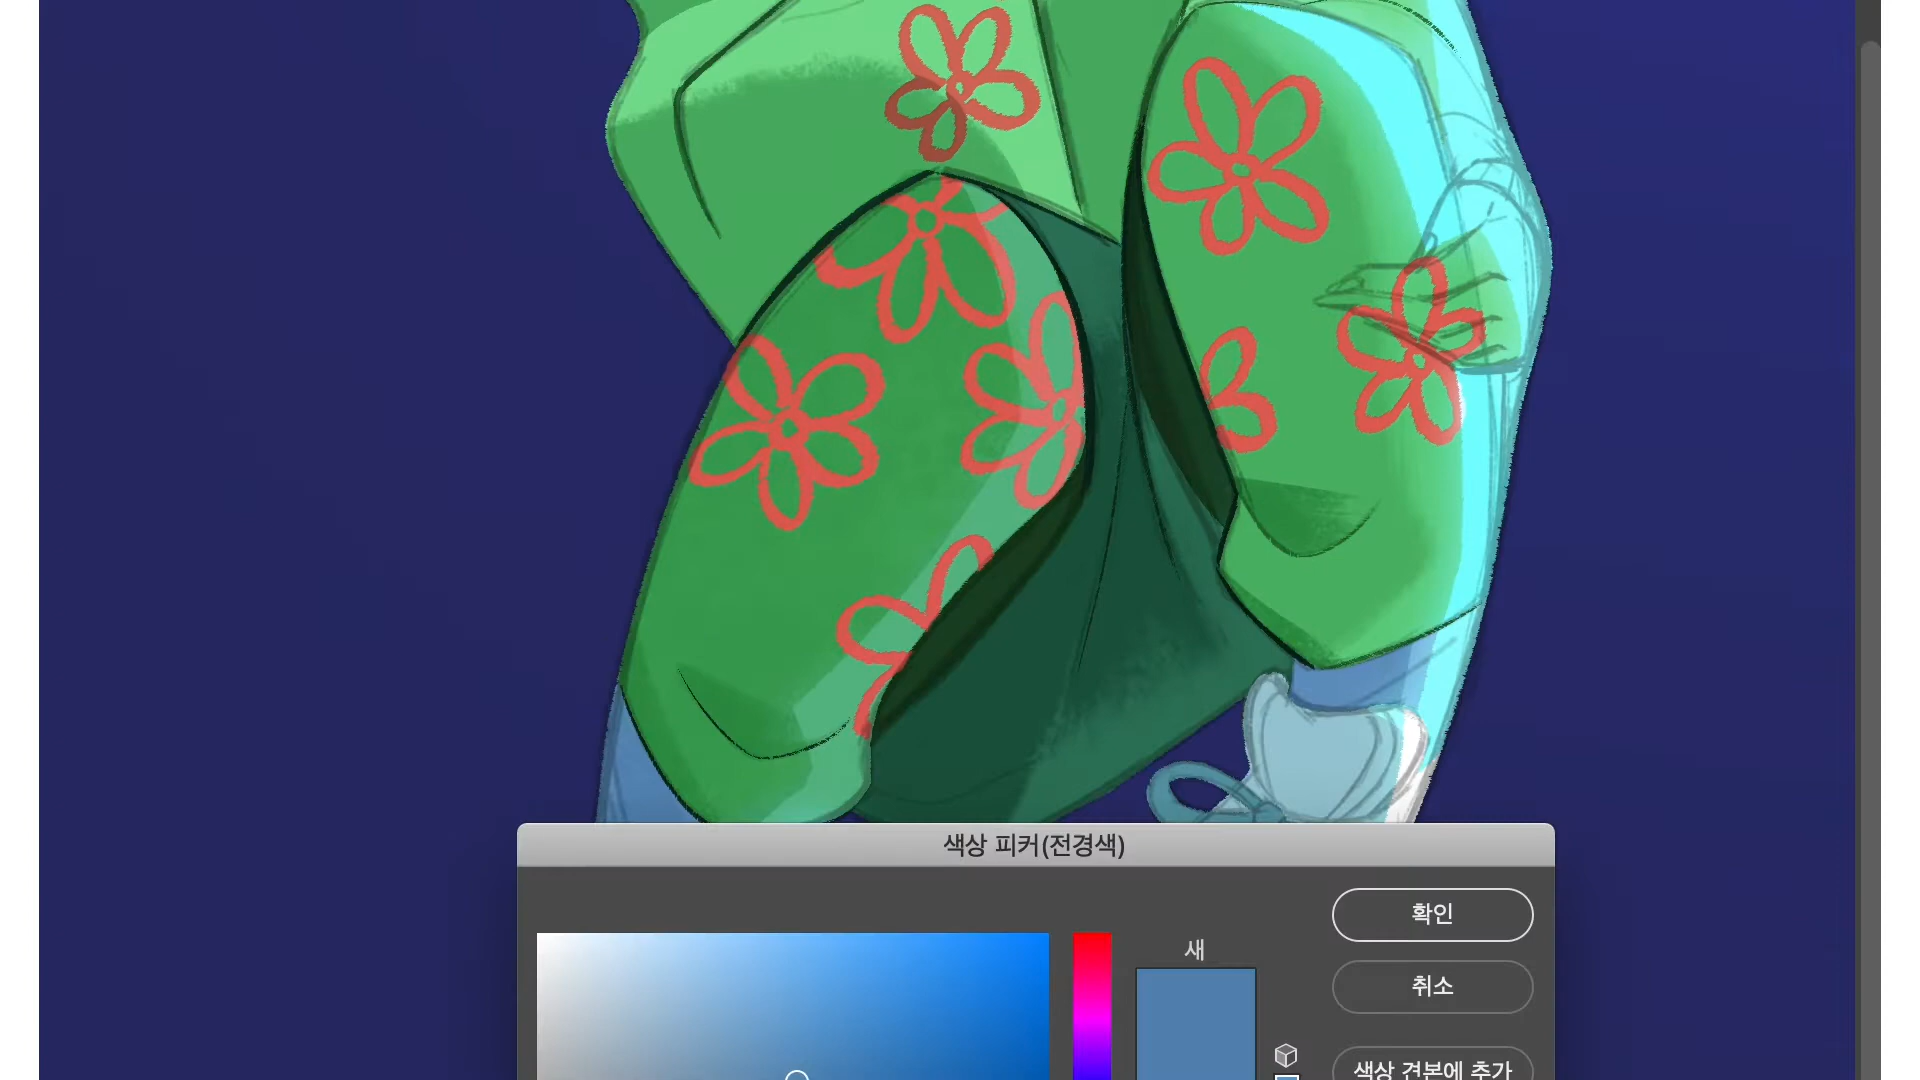 색상 피커(전경색)
확인
새
취소
색상 견본에 추가